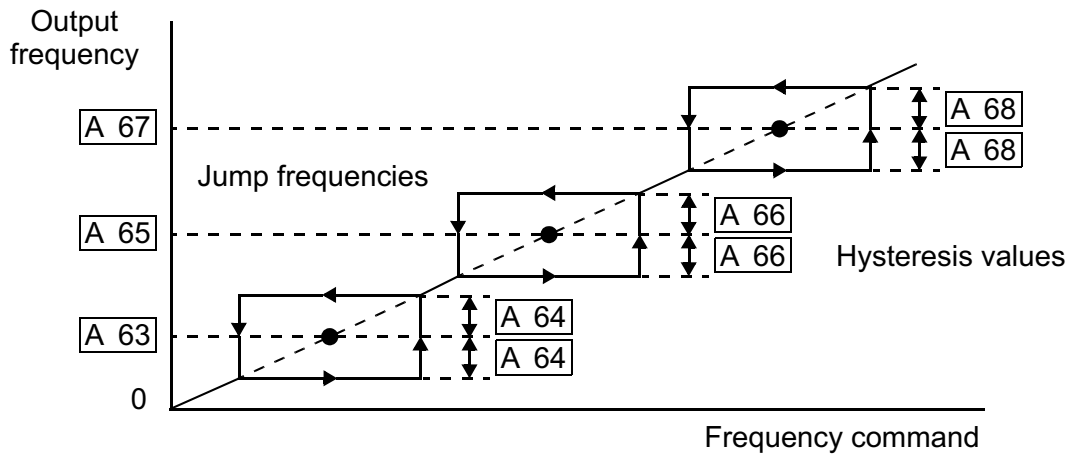 Output
frequency
A 67
A 68
A 68
Jump frequencies
A 65
A 66
A 66
Hysteresis values
A 63
A 64
A 64
0
Frequency command